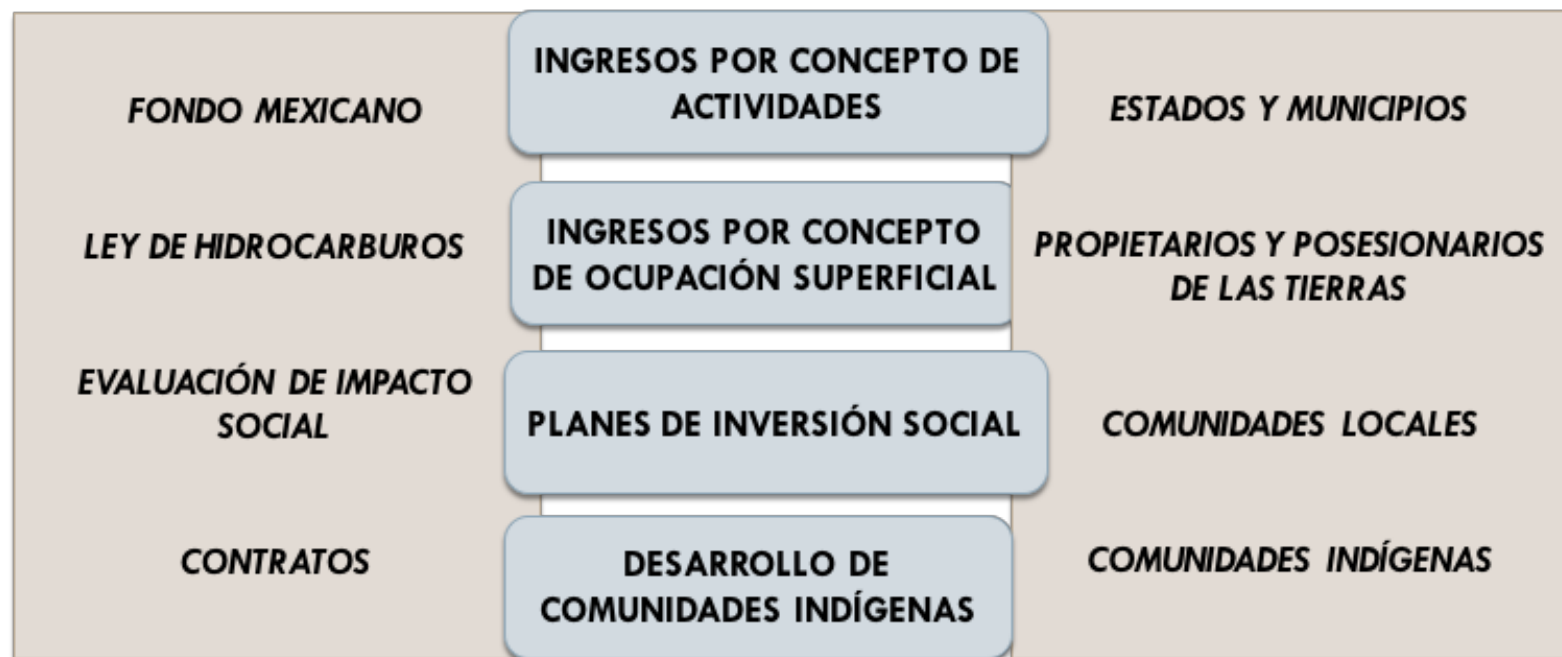 FONDO MEXICANO
INGRESOS POR CONCEPTO DE
ACTIVIDADES
ESTADOS Y MUNICIPIOS
LEY DE HIDROCARBUROS
INGRESOS POR CONCEPTO
DE OCUPACIÓN SUPERFICIAL
PROPIETARIOS Y POSESIONARIOS
DE LAS TIERRAS
EVALUACIÓN DE IMPACTO
SOCIAL
PLANES DE INVERSIÓN SOCIAL
COMUNIDADES LOCALES
CONTRATOS
DESARROLLO DE
COMUNIDADES INDÍGENAS
COMUNIDADES INDÍGENAS